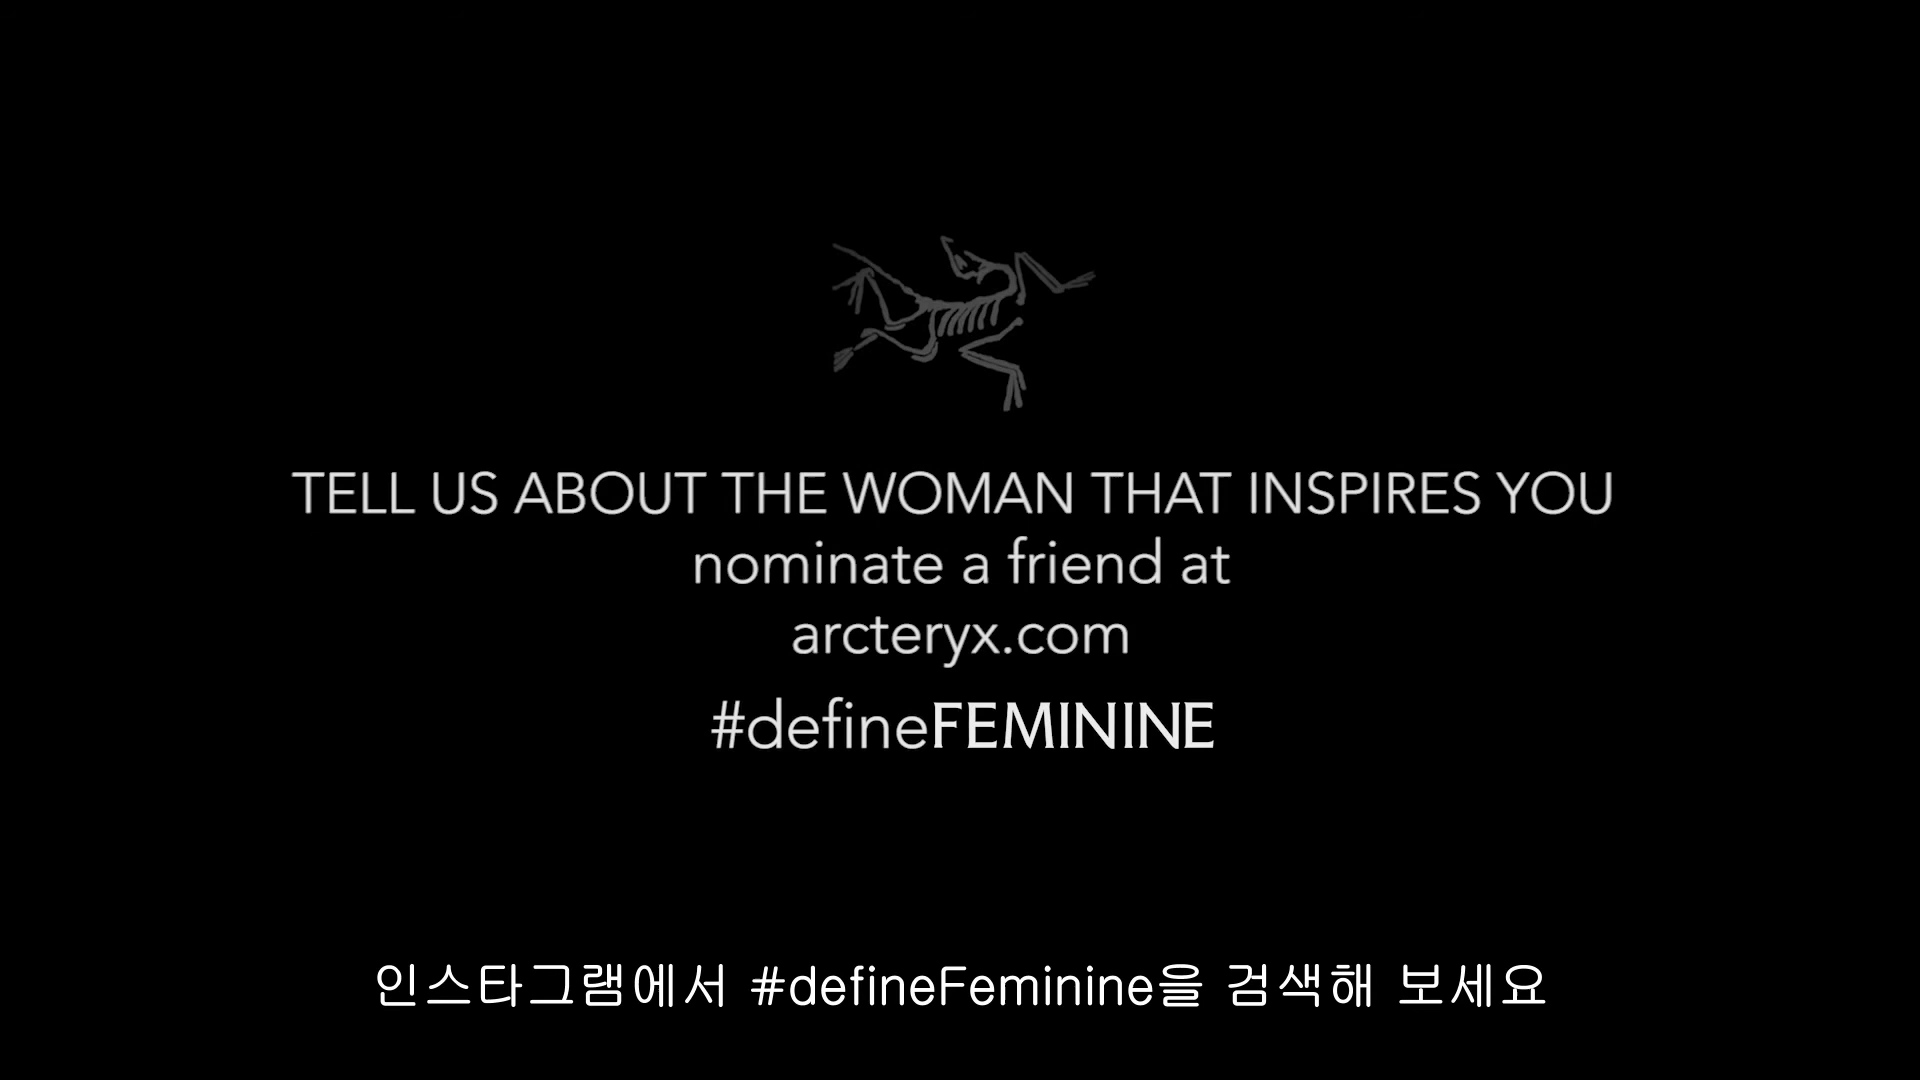 TELL US ABOUT THE WOMAN THAT INSPIRES YOU
nominate a friend at
arcteryx.com
#defineFEMININE
인스타그램에서 #defineFeminine을 검색해 보세요